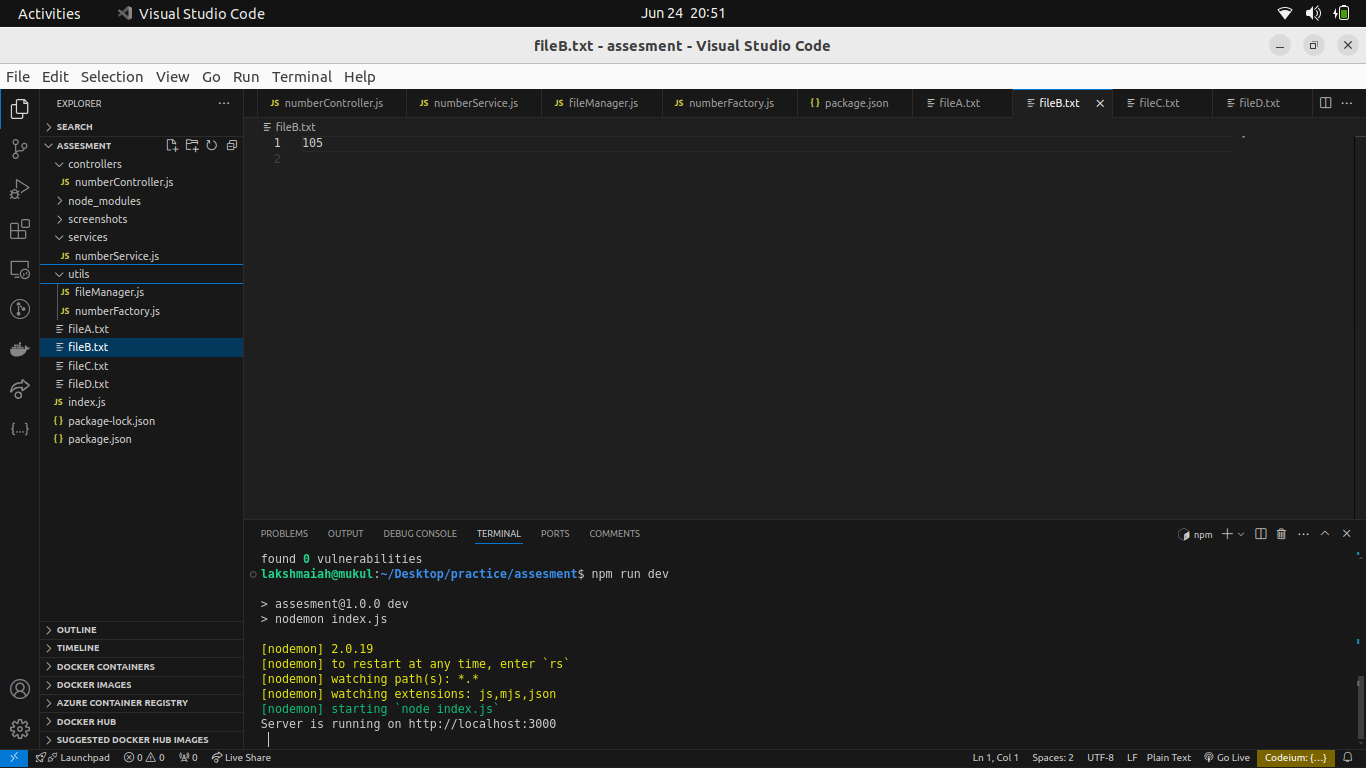 Activities Visual Studio Code Jun 24 20:51
fileB.txt - assesment - Visual Studio Code
File Edit Selection View Go Run Terminal Help
EXPLORER
SEARCH
ASSESMENT
controllers
JS numberController.js
node_modules
screenshots
services
JS numberService.js
utils
JS fileManager.js
JS numberFactory.js
fileA.txt
fileB.txt
fileC.txt
fileD.txt
JS index.js
{} package-lock.json
{} package.json
OUTLINE
TIMELINE
DOCKER CONTAINERS
DOCKER IMAGES
AZURE CONTAINER REGISTRY
DOCKER HUB
SUGGESTED DOCKER HUB IMAGES
JS numberController.js JS numberService.js JS fileManager.js JS numberFactory.js {} package.json fileA.txt fileB.txt fileC.txt fileD.txt
fileB.txt
1 105
2
PROBLEMS OUTPUT DEBUG CONSOLE TERMINAL PORTS COMMENTS npm
found 0 vulnerabilities
lakshmaiah@mukul:~/Desktop/practice/assesment$ npm run dev
> assesment@1.0.0 dev
> nodemon index.js
[nodemon] 2.0.19
[nodemon] to restart at any time, enter `rs`
[nodemon] watching path(s): *.*
[nodemon] watching extensions: js,mjs,json
[nodemon] starting `node index.js`
Server is running on http://localhost:3000
Launchpad 0 0 0 Live Share Ln 1, Col 1 Spaces: 2 UTF-8 LF Plain Text Go Live Codeium: {...}